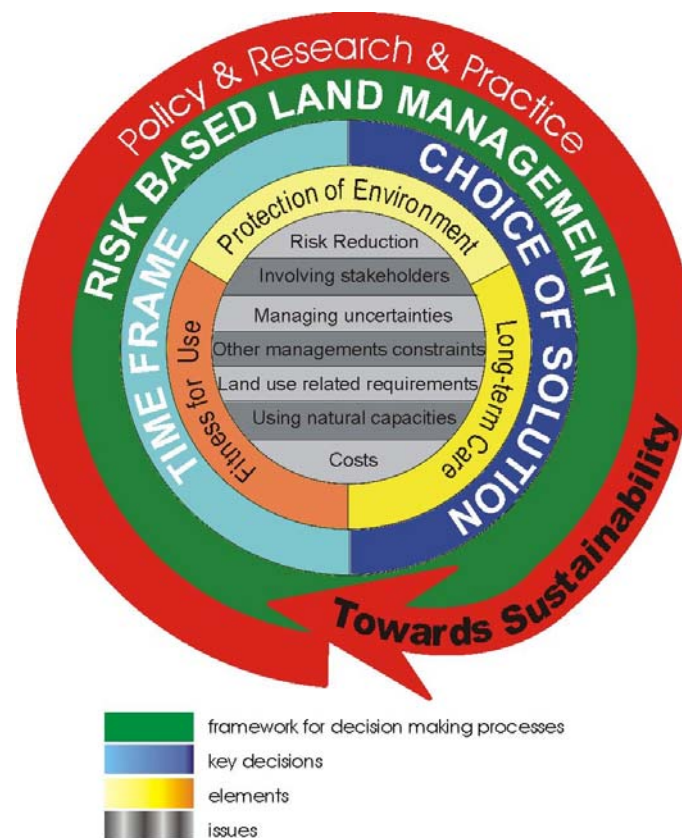 Policy & Research & Practice
RISK BASED LAND MANAGEMENT
TIME FRAME
CHOICE OF SOLUTION
Protection of Environment
Fitness for Use
Long-term Care
Risk Reduction
Involving stakeholders
Managing uncertainties
Other managements constraints
Land use related requirements
Using natural capacities
Costs
Towards Sustainability
framework for decision making processes
key decisions
elements
issues